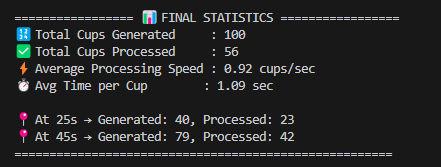 ================= 📊 FINAL STATISTICS =================
🔢 Total Cups Generated     : 100
✅ Total Cups Processed     : 56
⚡ Average Processing Speed : 0.92 cups/sec
⏱ Avg Time per Cup         : 1.09 sec
📍 At 25s → Generated: 40, Processed: 23
📍 At 45s → Generated: 79, Processed: 42
======================================================